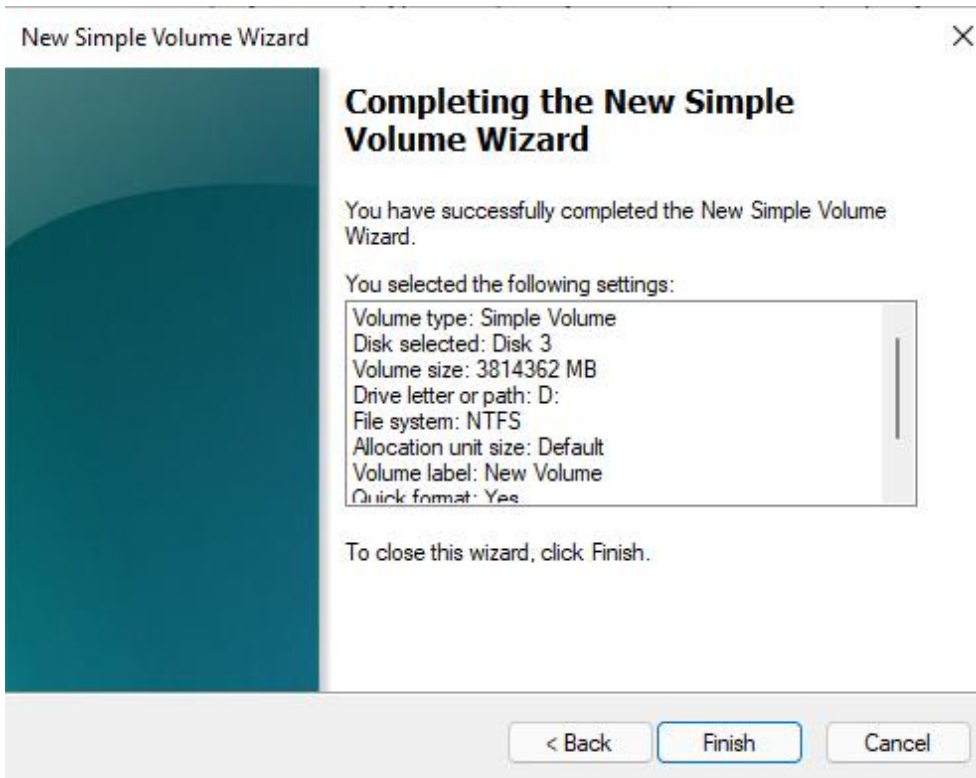 New Simple Volume Wizard
Completing the New Simple
Volume Wizard
You have successfully completed the New Simple Volume
Wizard.
You selected the following settings:
Volume type: Simple Volume
Disk selected: Disk 3
Volume size: 3814362 MB
Drive letter or path: D:
File system: NTFS
Allocation unit size: Default
Volume label: New Volume
Quick format: Yes
To close this wizard, click Finish.
< Back
Finish
Cancel